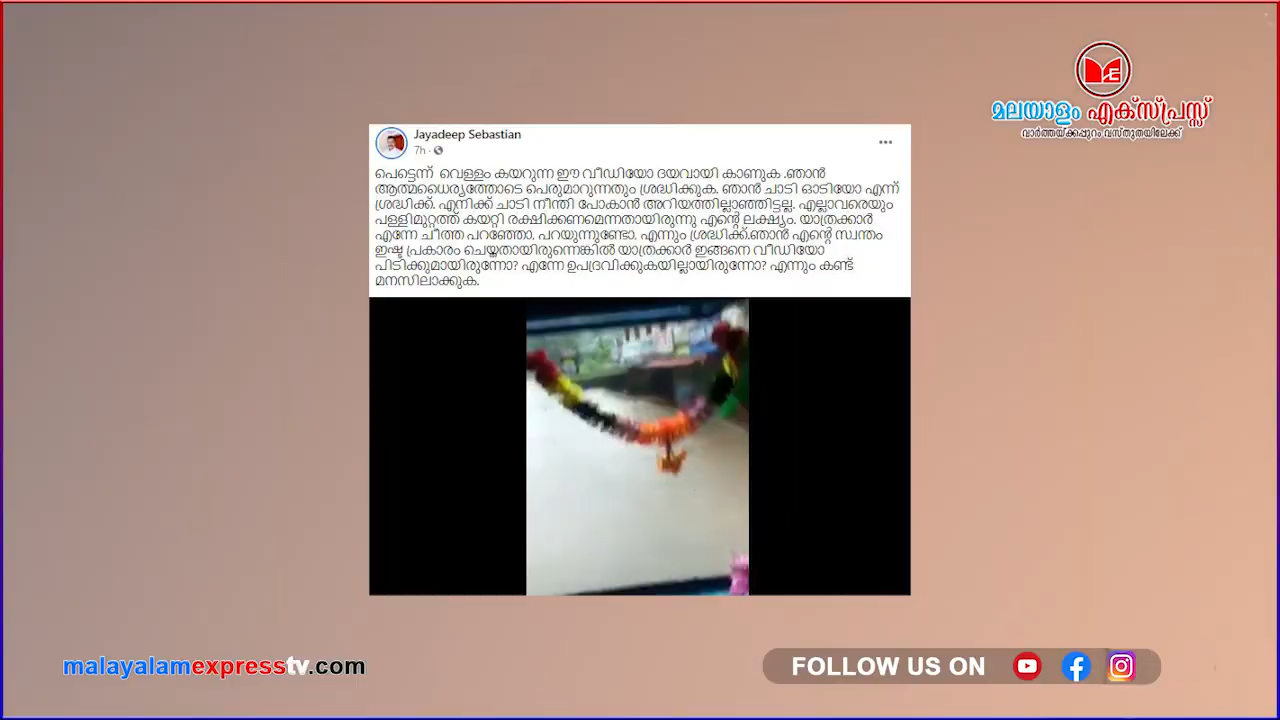 മലയാളം എക്സ്പ്രസ്സ്
വാർത്തയ്ക്കപ്പുറം വസ്തുതയിലേക്ക്
Jayadeep Sebastian
7h
പെട്ടെന്ന് വെള്ളം കയറുന്ന ഈ വീഡിയോ ദയവായി കാണുക .ഞാൻ
ആത്മധൈര്യത്തോടെ പെരുമാറുന്നതും ശ്രദ്ധിക്കുക. ഞാൻ ചാടി ഓടിയോ എന്ന്
ശ്രദ്ധിക്ക്. എനിക്ക് ചാടി നീന്തി പോകാൻ അറിയത്തില്ലാഞ്ഞിട്ടല്ല. എല്ലാവരെയും
പള്ളിമുറ്റത്ത് കയറ്റി രക്ഷിക്കണമെന്നതായിരുന്നു എന്റെ ലക്ഷ്യം. യാത്രക്കാർ
എന്നേ ചീത്ത പറഞ്ഞോ. പറയുന്നുണ്ടോ. എന്നും ശ്രദ്ധിക്ക്.ഞാൻ എന്റെ സ്വന്തം
ഇഷ്ട പ്രകാരം ചെയ്തതായിരുന്നെങ്കിൽ യാത്രക്കാർ ഇങ്ങനെ വീഡിയോ
പിടിക്കുമായിരുന്നോ? എന്നേ ഉപദ്രവിക്കുകയില്ലായിരുന്നോ? എന്നും കണ്ട്
മനസിലാക്കുക.
malayalamexpresstv.com
FOLLOW US ON